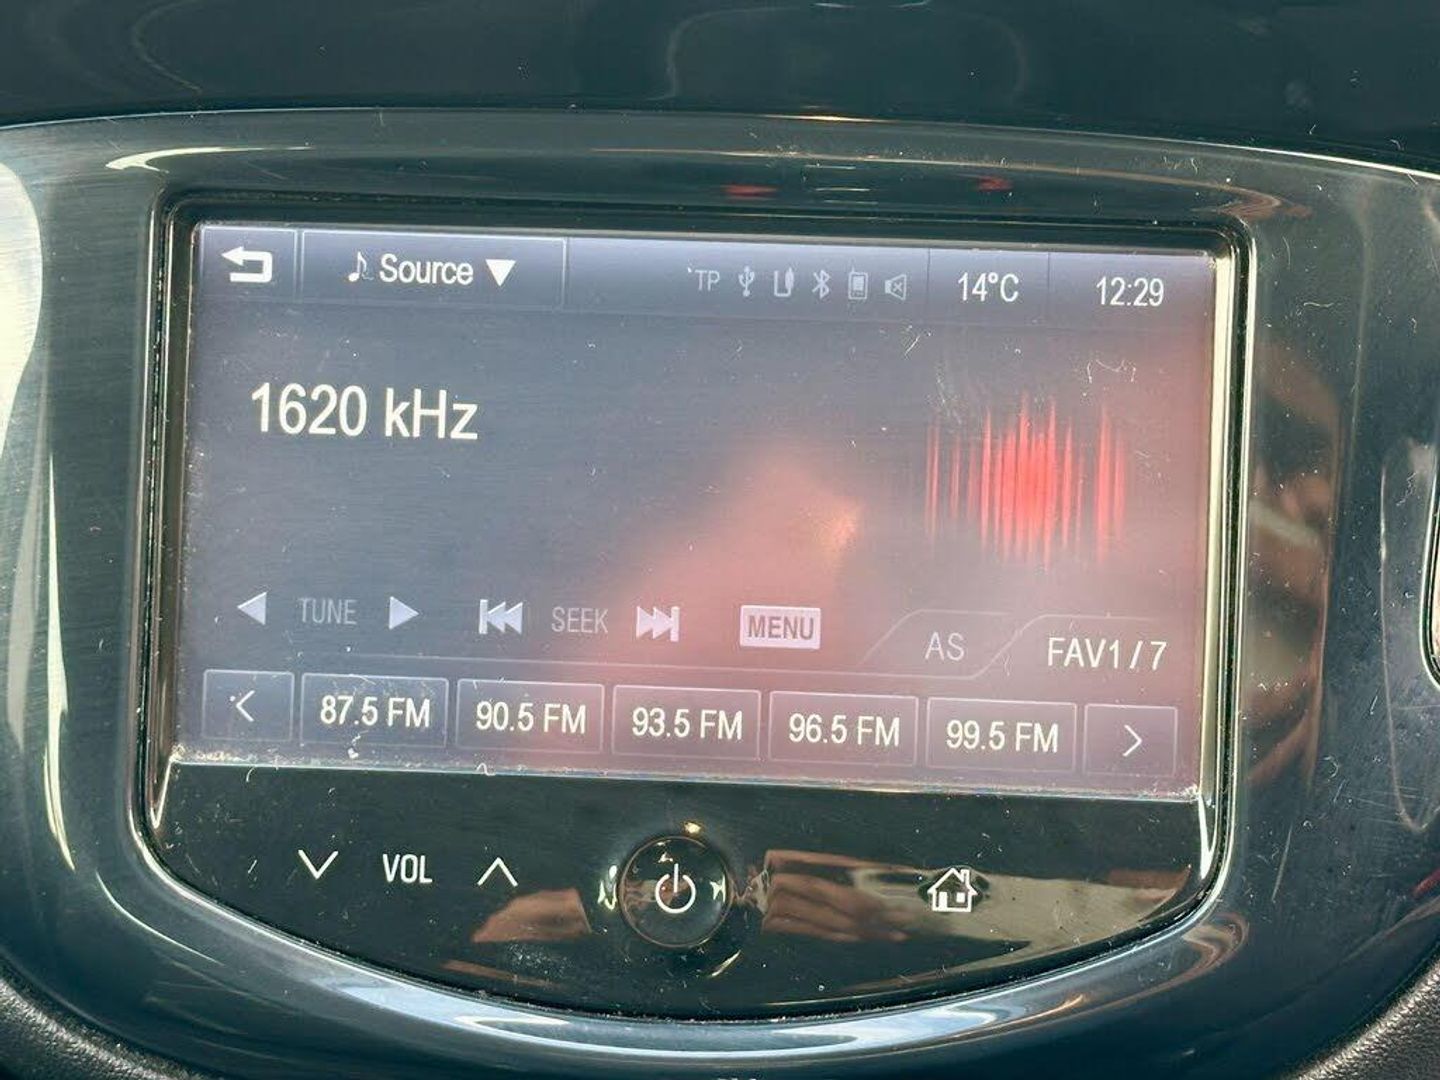 Source TP 14°C 12:29
1620 kHz
TUNE SEEK MENU AS FAV1 / 7
87.5 FM 90.5 FM 93.5 FM 96.5 FM 99.5 FM
VOL